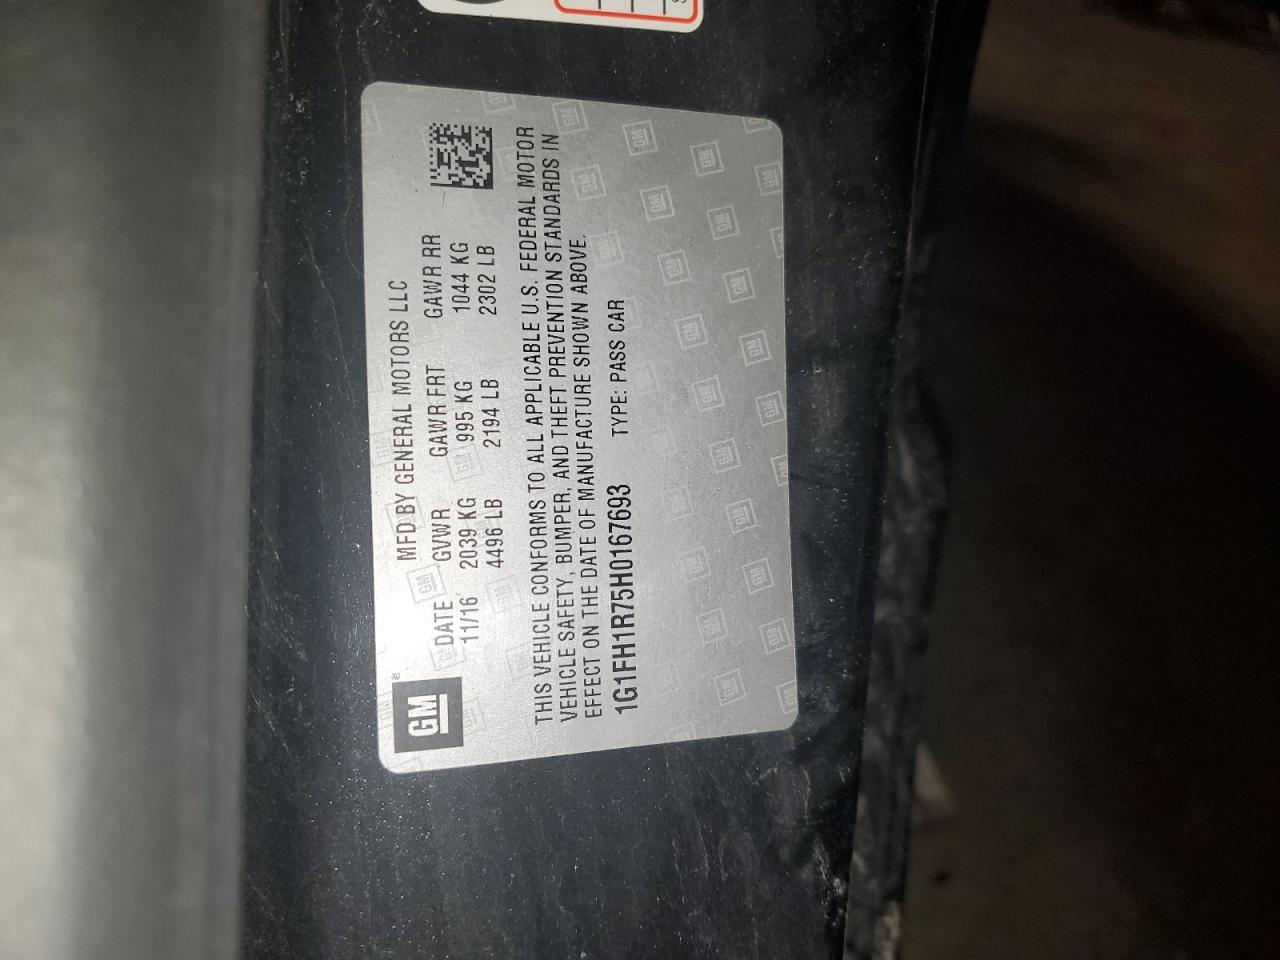 GM
MFD BY GENERAL MOTORS LLC
DATE GVWR GAWR FRT GAWR RR
11/16 2039 KG 995 KG 1044 KG
4496 LB 2194 LB 2302 LB
THIS VEHICLE CONFORMS TO ALL APPLICABLE U.S. FEDERAL MOTOR
VEHICLE SAFETY, BUMPER, AND THEFT PREVENTION STANDARDS IN
EFFECT ON THE DATE OF MANUFACTURE SHOWN ABOVE.
1G1FH1R75H0167693 TYPE: PASS CAR